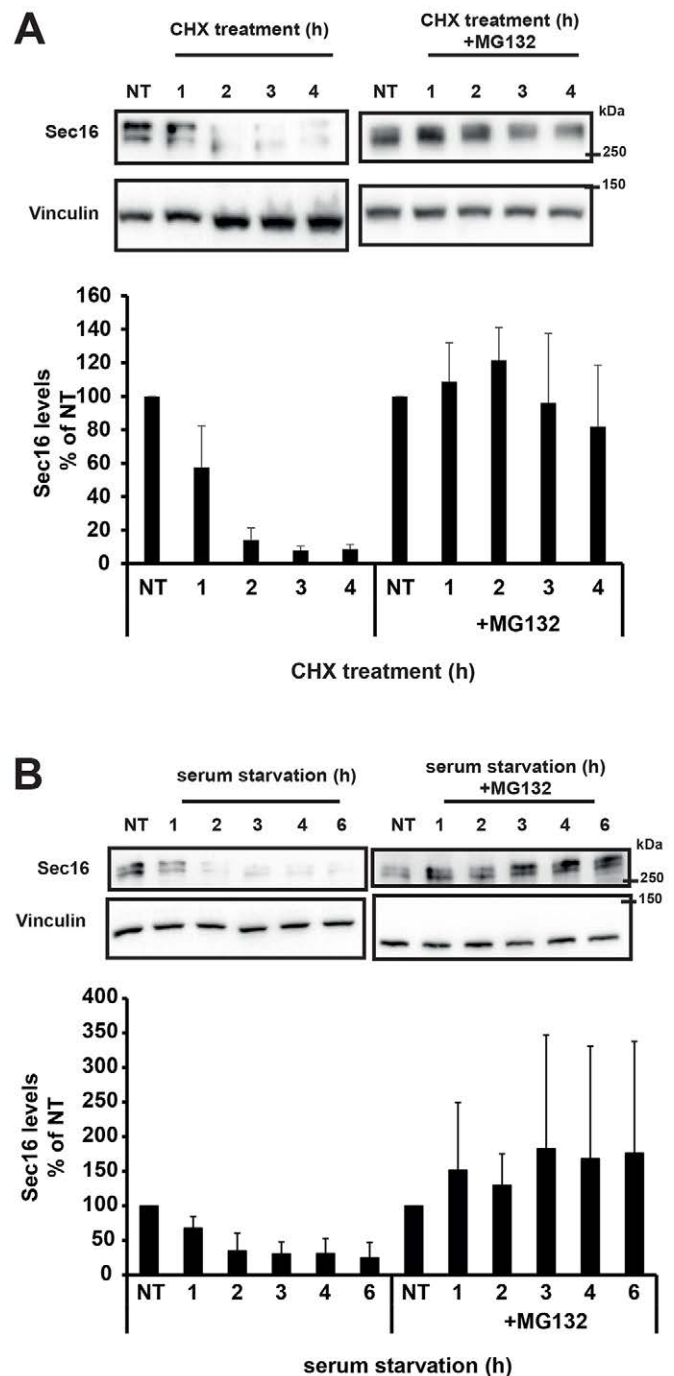 A
CHX treatment (h)
CHX treatment (h)
+MG132
NT 1 2 3 4
NT 1 2 3 4
kDa
Sec16
250
150
Vinculin
Sec16 levels
% of NT
160
140
120
100
80
60
40
20
0
NT 1 2 3 4 NT 1 2 3 4
+MG132
CHX treatment (h)
B
serum starvation (h)
serum starvation (h)
+MG132
NT 1 2 3 4 6
NT 1 2 3 4 6
kDa
Sec16
250
150
Vinculin
Sec16 levels
% of NT
400
350
300
250
200
150
100
50
0
NT 1 2 3 4 6 NT 1 2 3 4 6
+MG132
serum starvation (h)